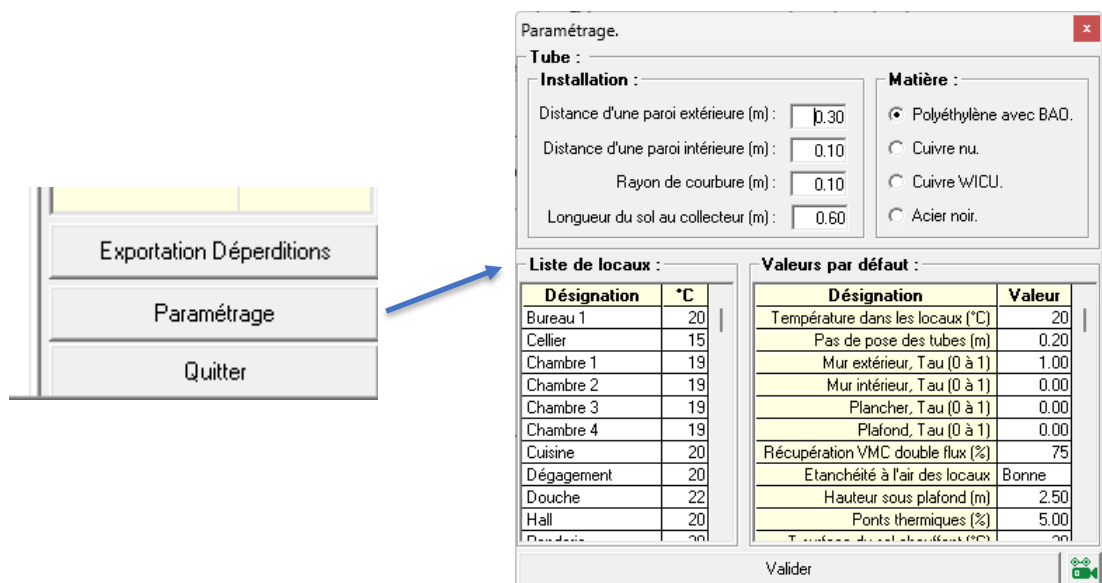 Exportation Déperditions
Paramétrage
Quitter
Paramétrage.
x
Tube :
Installation :
Distance d'une paroi extérieure (m) : 0.30
Distance d'une paroi intérieure (m) : 0.10
Rayon de courbure (m) : 0.10
Longueur du sol au collecteur (m) : 0.60
Matière :
Polyéthylène avec BAO.
Cuivre nu.
Cuivre WICU.
Acier noir.
Liste de locaux :
Désignation °C
Bureau 1 20
Cellier 15
Chambre 1 19
Chambre 2 19
Chambre 3 19
Chambre 4 19
Cuisine 20
Dégagement 20
Douche 22
Hall 20
Valeurs par défaut :
Désignation Valeur
Température dans les locaux (°C) 20
Pas de pose des tubes (m) 0.20
Mur extérieur, Tau (0 à 1) 1.00
Mur intérieur, Tau (0 à 1) 0.00
Plancher, Tau (0 à 1) 0.00
Plafond, Tau (0 à 1) 0.00
Récupération VMC double flux (%) 75
Etanchéité à l'air des locaux Bonne
Hauteur sous plafond (m) 2.50
Ponts thermiques (%) 5.00
Valider